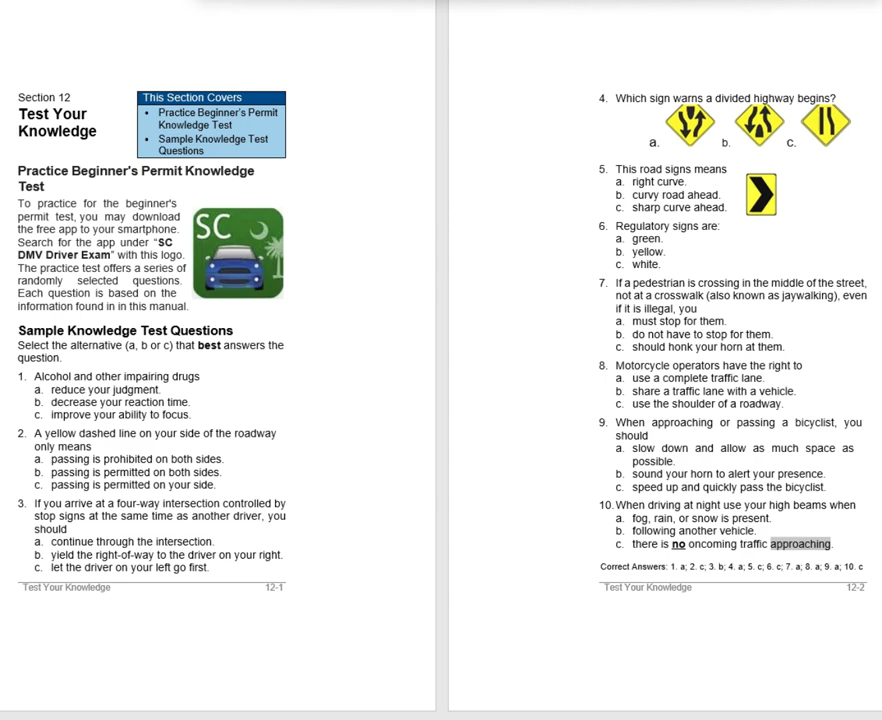 Section 12
Test Your
Knowledge
This Section Covers
• Practice Beginner's Permit
Knowledge Test
• Sample Knowledge Test
Questions
Practice Beginner's Permit Knowledge
Test
To practice for the beginner's
permit test, you may download
the free app to your smartphone.
Search for the app under "SC
DMV Driver Exam" with this logo.
The practice test offers a series of
randomly selected questions.
Each question is based on the
information found in in this manual.
SC
Sample Knowledge Test Questions
Select the alternative (a, b or c) that best answers the
question.
1. Alcohol and other impairing drugs
a. reduce your judgment.
b. decrease your reaction time.
c. improve your ability to focus.
2. A yellow dashed line on your side of the roadway
only means
a. passing is prohibited on both sides.
b. passing is permitted on both sides.
c. passing is permitted on your side.
3. If you arrive at a four-way intersection controlled by
stop signs at the same time as another driver, you
should
a. continue through the intersection.
b. yield the right-of-way to the driver on your right.
c. let the driver on your left go first.
Test Your Knowledge 12-1
4. Which sign warns a divided highway begins?
a. b. c.
5. This road signs means
a. right curve.
b. curvy road ahead.
c. sharp curve ahead.
6. Regulatory signs are:
a. green.
b. yellow.
c. white.
7. If a pedestrian is crossing in the middle of the street,
not at a crosswalk (also known as jaywalking), even
if it is illegal, you
a. must stop for them.
b. do not have to stop for them.
c. should honk your horn at them.
8. Motorcycle operators have the right to
a. use a complete traffic lane.
b. share a traffic lane with a vehicle.
c. use the shoulder of a roadway.
9. When approaching or passing a bicyclist, you
should
a. slow down and allow as much space as
possible.
b. sound your horn to alert your presence.
c. speed up and quickly pass the bicyclist.
10. When driving at night use your high beams when
a. fog, rain, or snow is present.
b. following another vehicle.
c. there is no oncoming traffic approaching.
Correct Answers: 1. a; 2. c; 3. b; 4. a; 5. c; 6. c; 7. a; 8. a; 9. a; 10. c
Test Your Knowledge 12-2